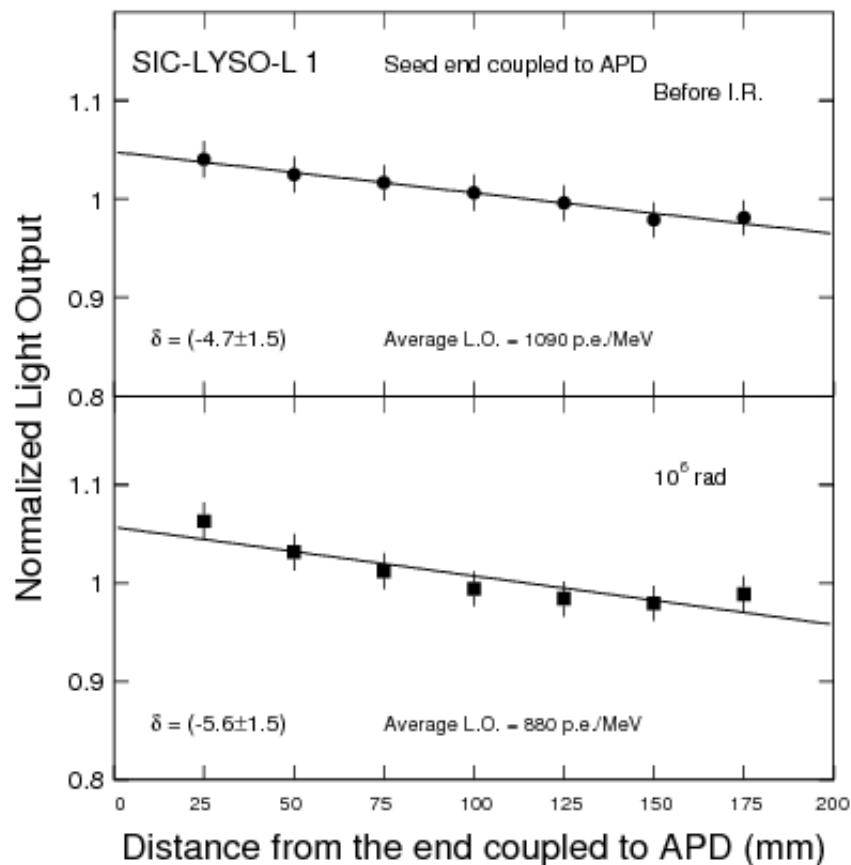 SIC-LYSO-L 1 Seed end coupled to APD
Before I.R.
1.1
1
0.9
δ = (-4.7±1.5) Average L.O. = 1090 p.e./MeV
0.8
10⁶ rad
1.1
1
0.9
δ = (-5.6±1.5) Average L.O. = 880 p.e./MeV
0.8
0 25 50 75 100 125 150 175 200
Distance from the end coupled to APD (mm)
Normalized Light Output